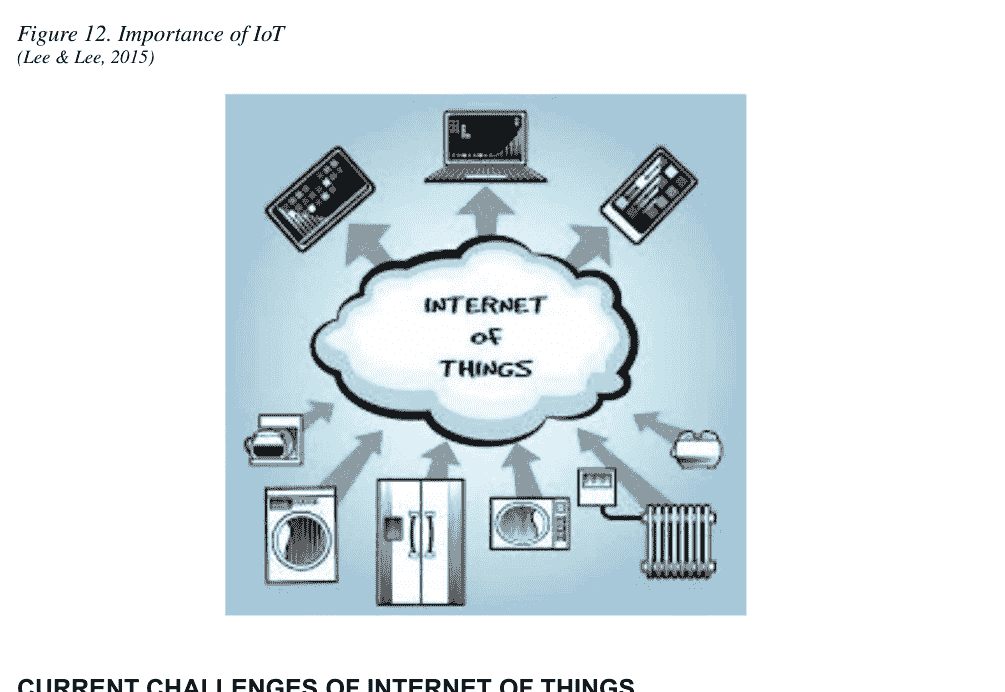 Figure 12. Importance of IoT
(Lee & Lee, 2015)
INTERNET
OF
THINGS
CURRENT CHALLENGES OF INTERNET OF THINGS